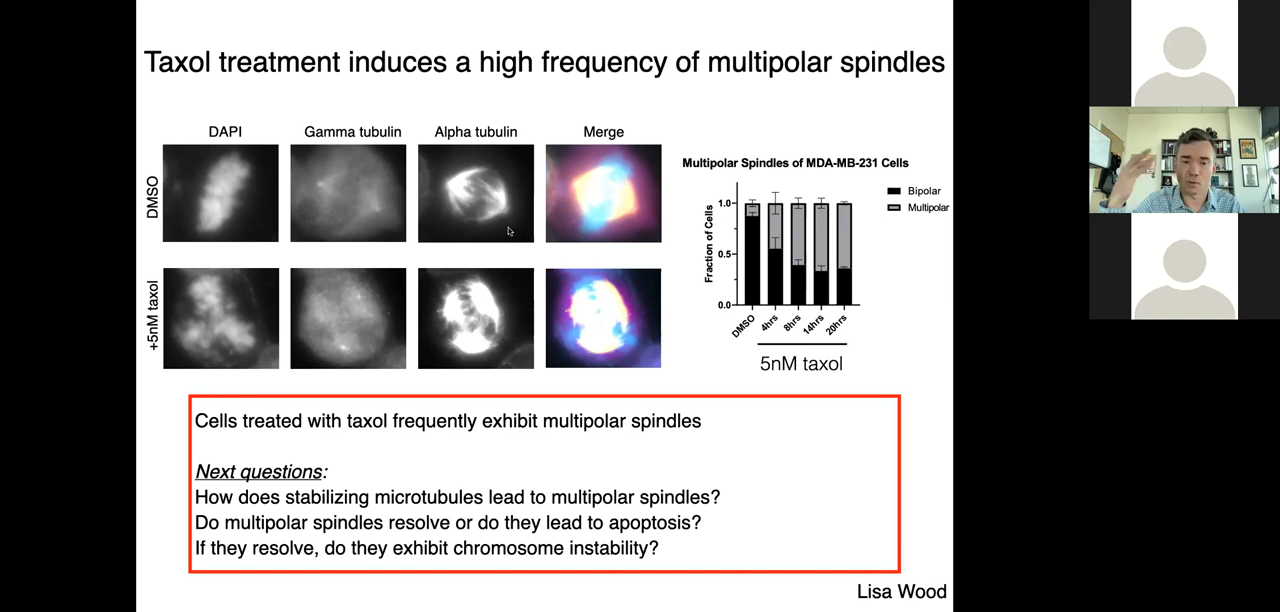 Taxol treatment induces a high frequency of multipolar spindles
DAPI
Gamma tubulin
Alpha tubulin
Merge
DMSO
+5nM taxol
Multipolar Spindles of MDA-MB-231 Cells
Bipolar
Multipolar
Fraction of Cells
1.0
0.5
0.0
DMSO
4hrs
8hrs
14hrs
20hrs
5nM taxol
Cells treated with taxol frequently exhibit multipolar spindles
Next questions:
How does stabilizing microtubules lead to multipolar spindles?
Do multipolar spindles resolve or do they lead to apoptosis?
If they resolve, do they exhibit chromosome instability?
Lisa Wood